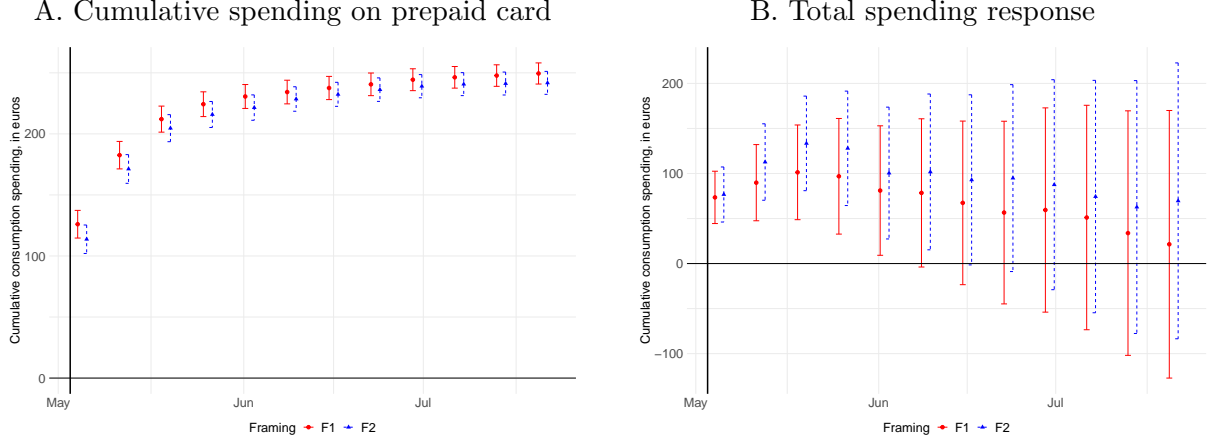 A. Cumulative spending on prepaid card
Cumulative consumption spending, in euros
200
100
0
May Jun Jul
Framing F1 F2
B. Total spending response
Cumulative consumption spending, in euros
200
100
0
−100
May Jun Jul
Framing F1 F2